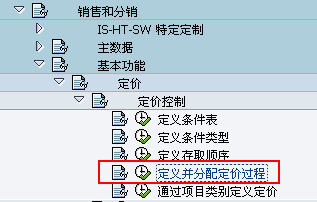 销售和分销
IS-HT-SW 特定定制
主数据
基本功能
定价
定价控制
定义条件表
定义条件类型
定义存取顺序
定义并分配定价过程
通过项目类别定义定价